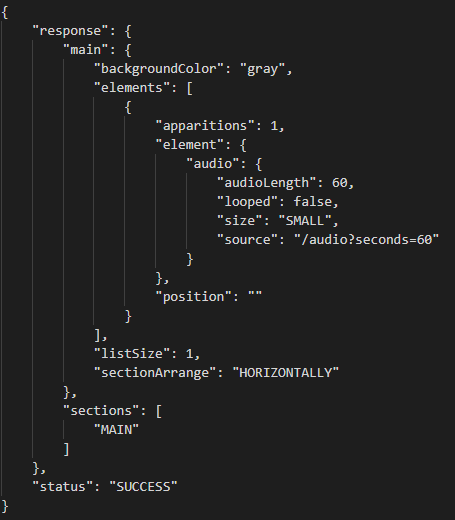 {
    "response": {
        "main": {
            "backgroundColor": "gray",
            "elements": [
                {
                    "apparitions": 1,
                    "element": {
                        "audio": {
                            "audioLength": 60,
                            "looped": false,
                            "size": "SMALL",
                            "source": "/audio?seconds=60"
                        }
                    },
                    "position": ""
                }
            ],
            "listSize": 1,
            "sectionArrange": "HORIZONTALLY"
        },
        "sections": [
            "MAIN"
        ]
    },
    "status": "SUCCESS"
}